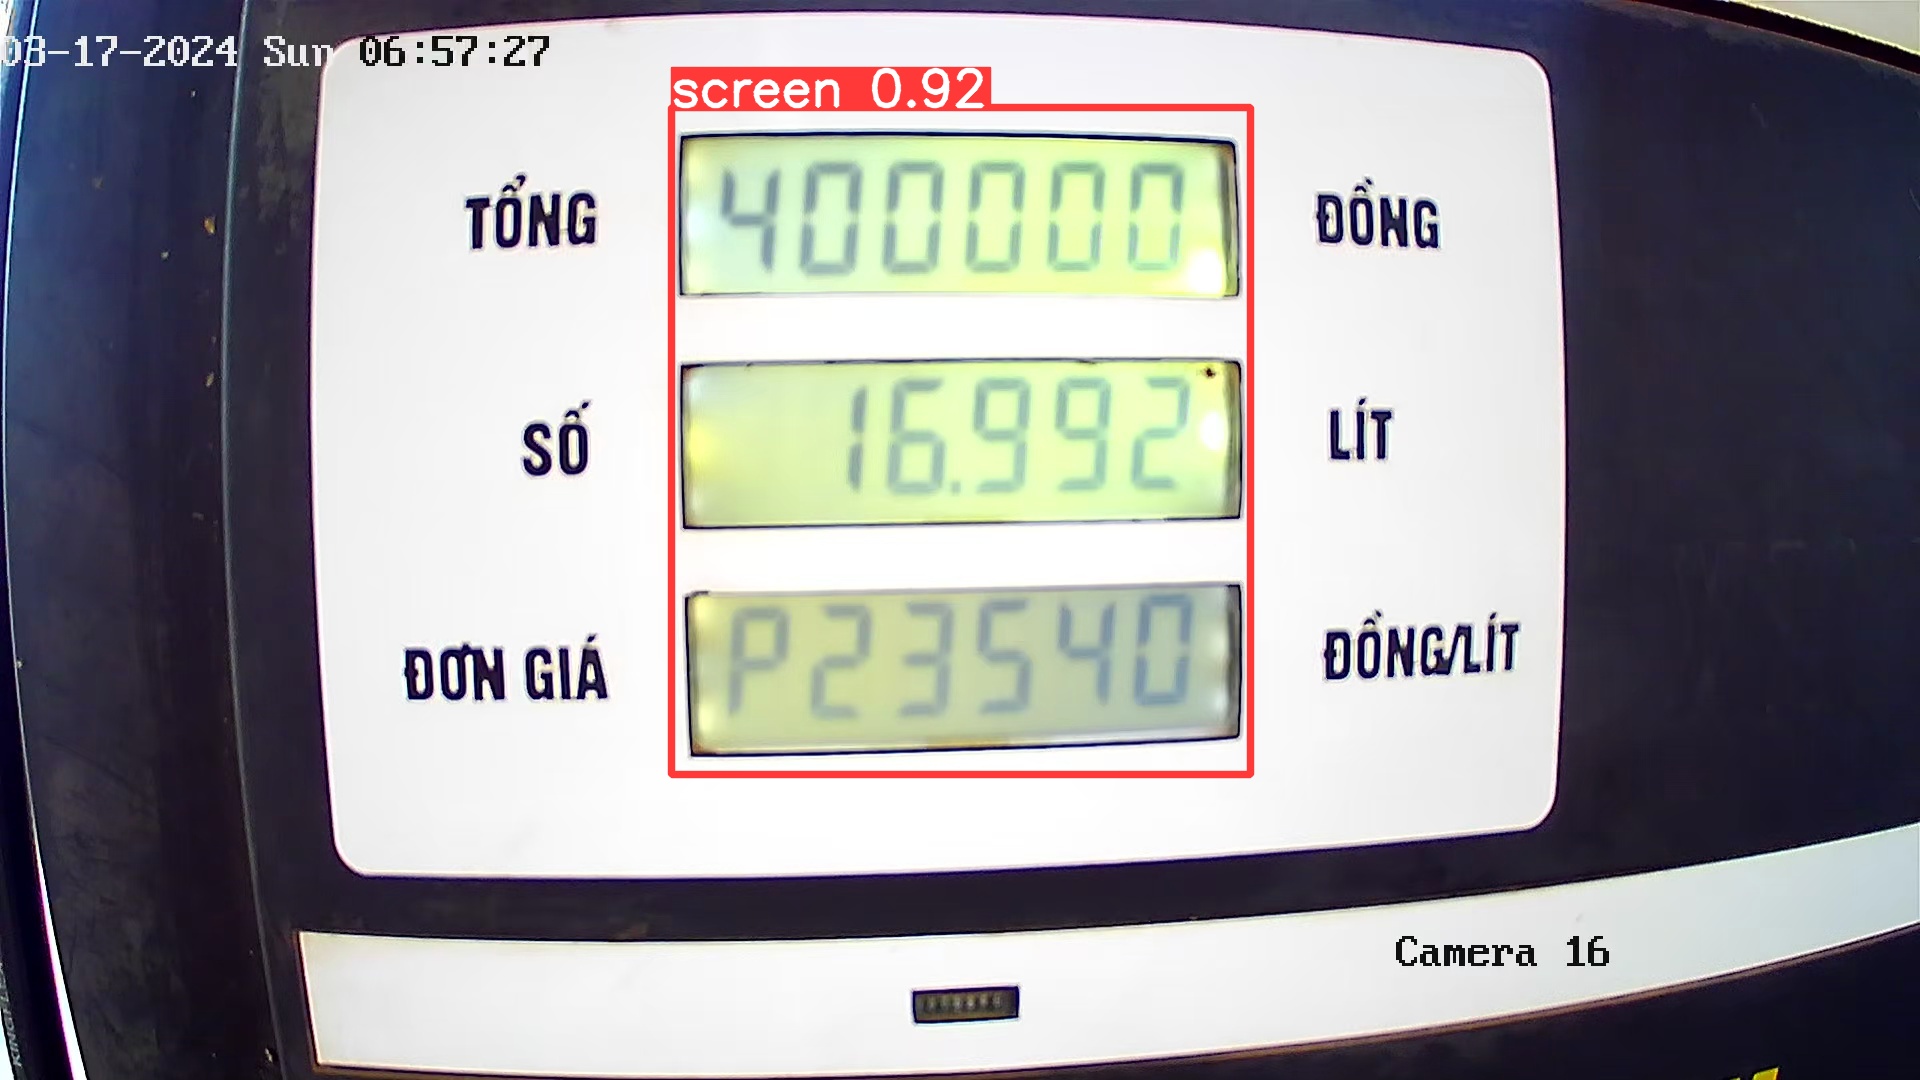 03-17-2024 Sun 06:57:27
screen 0.92
TỔNG 400000 ĐỒNG
SỐ 16.992 LÍT
ĐƠN GIÁ P23540 ĐỒNG/LÍT
Camera 16